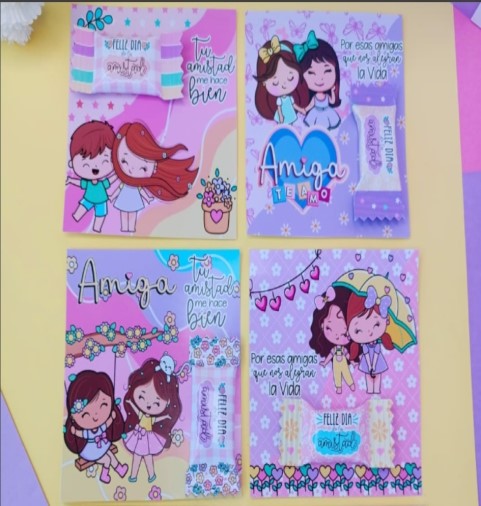 FELIZ DIA
amistad
Tu
amistad
me hace
bien
Por esas amigas
que nos alegran
la Vida
FELIZ DIA
amistad
Amiga
TE AMO
Amiga
Tu
amistad
me hace
bien
FELIZ DIA
Por esas amigas
que nos alegran
la Vida
FELIZ DIA
amistad